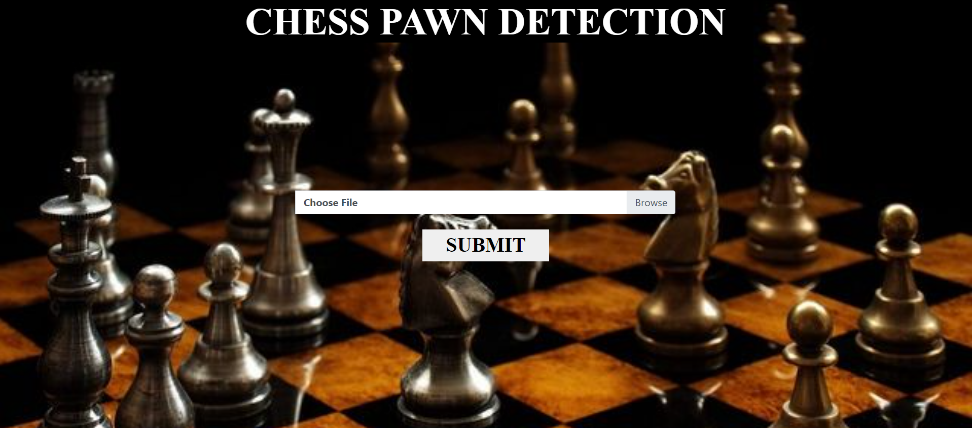 CHESS PAWN DETECTION
Choose File Browse
SUBMIT